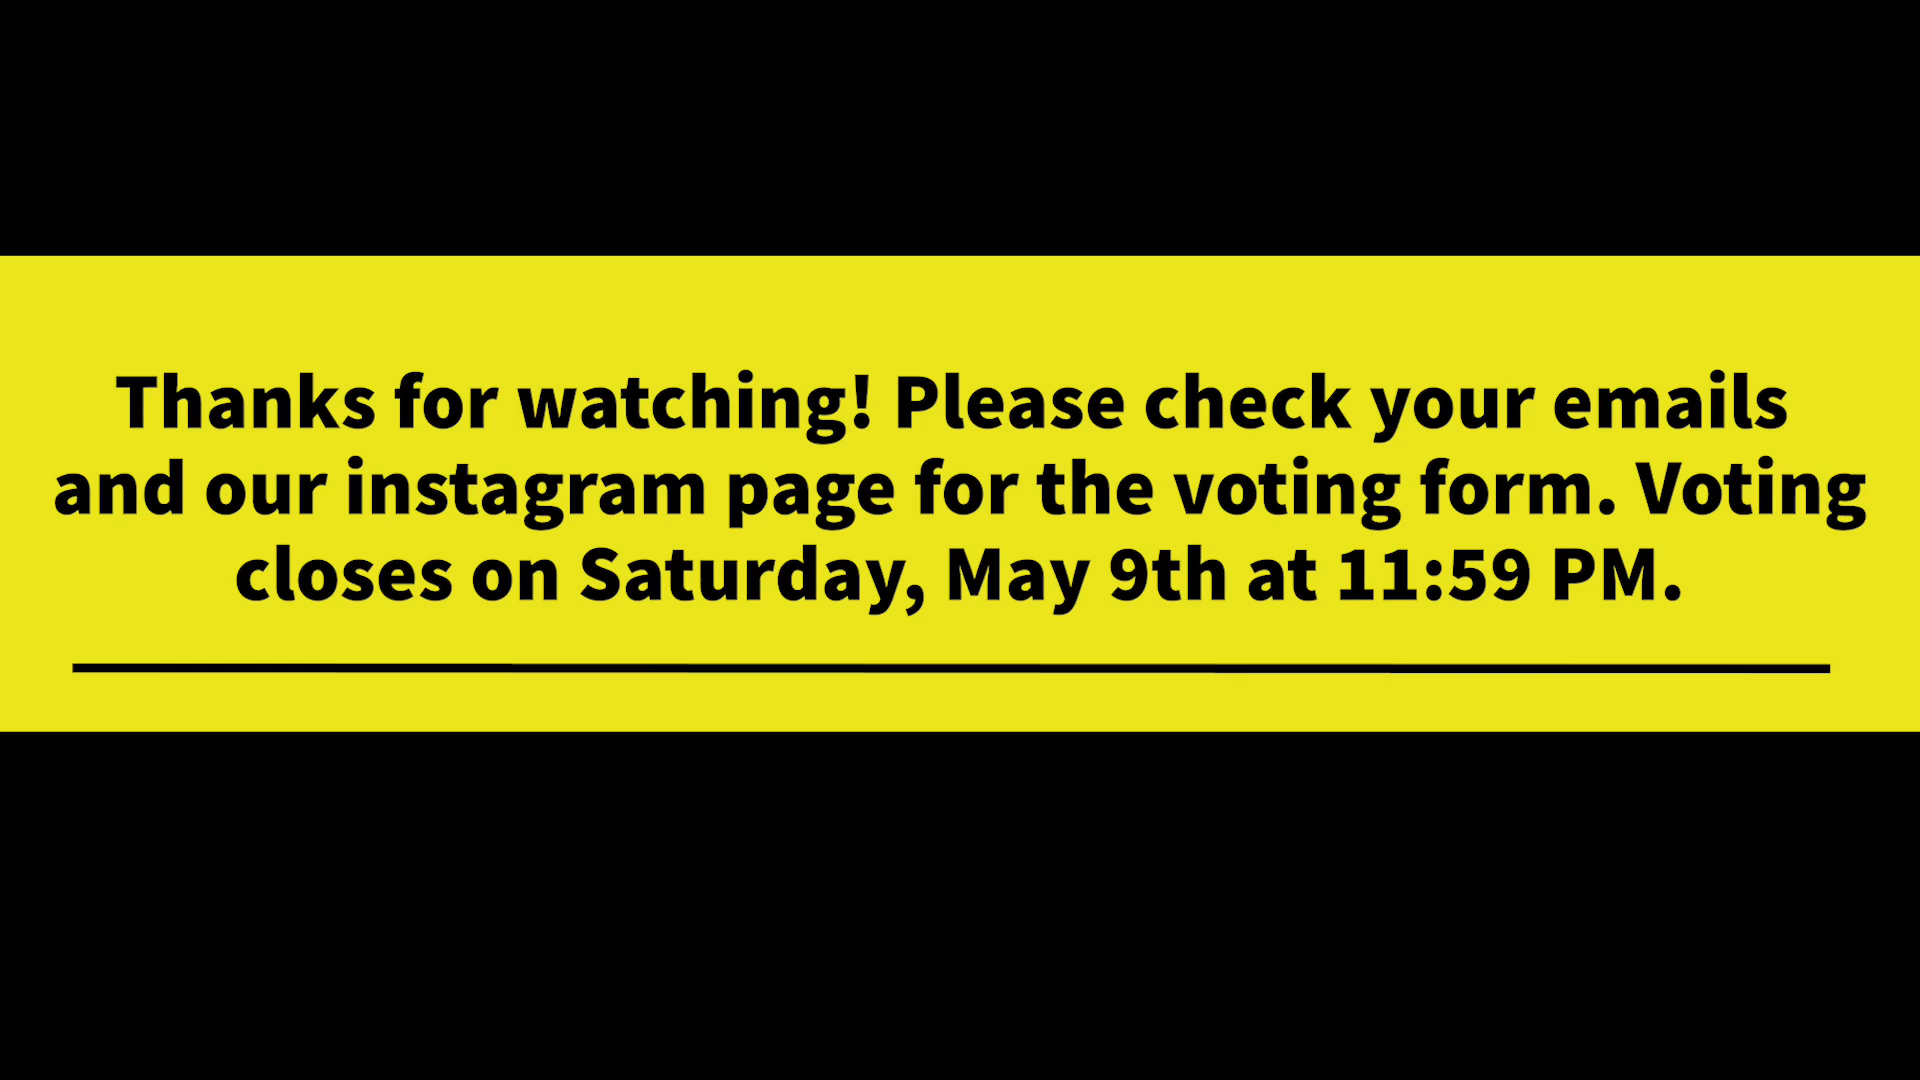 Thanks for watching! Please check your emails
and our instagram page for the voting form. Voting
closes on Saturday, May 9th at 11:59 PM.